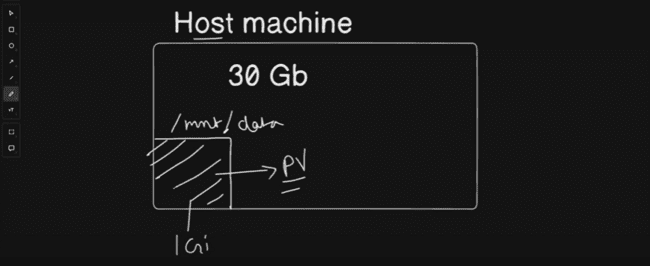 Host machine
30 Gb
/mnt/data
PV
1Gi